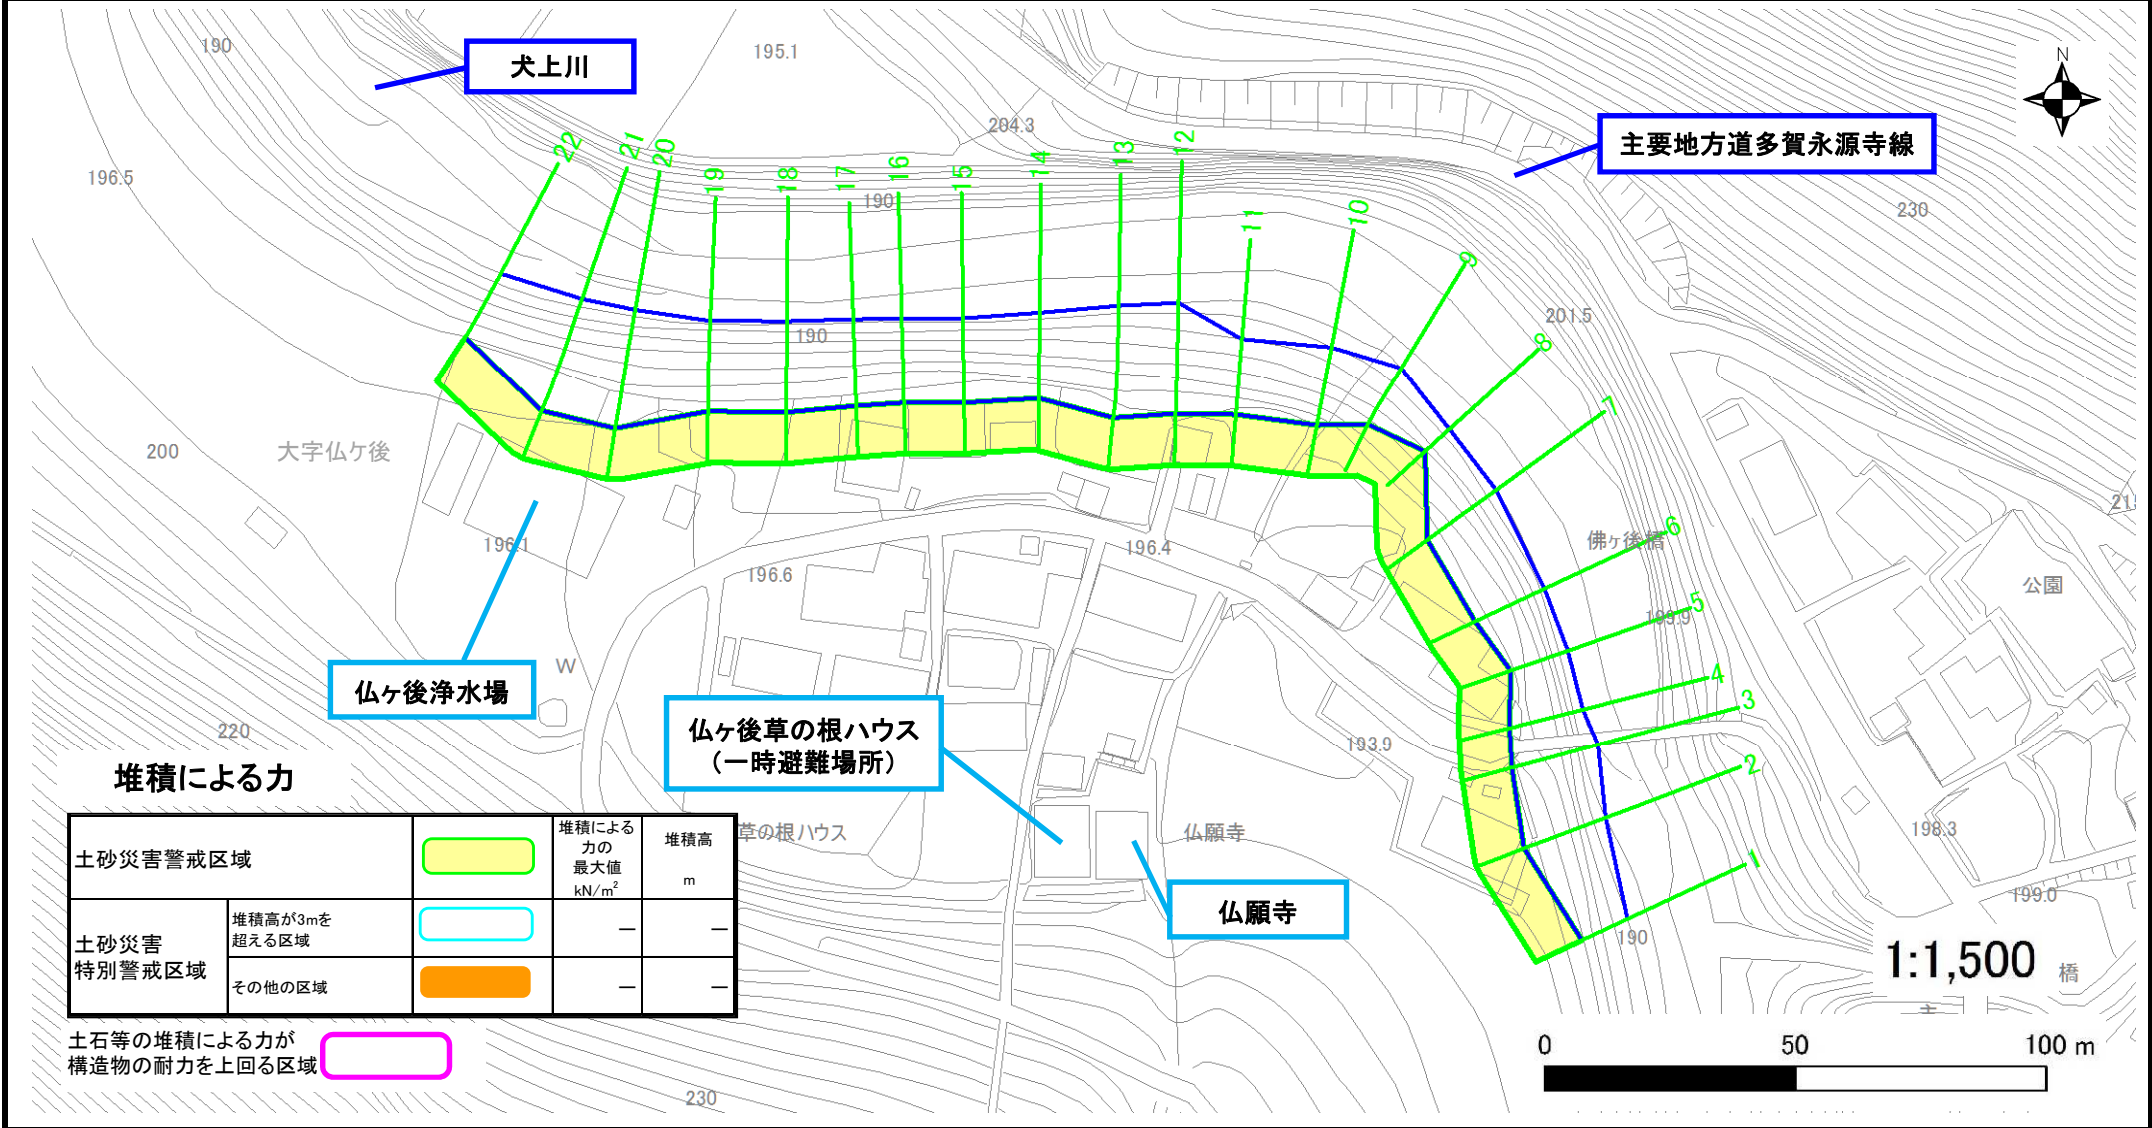 犬上川
主要地方道多賀永源寺線
N
190
195.1
204.3
196.5
190
230
22
21
20
19
18
17
16
15
14
13
12
11
10
9
8
7
6
5
4
3
2
1
201.5
190
200
大字仏ケ後
196.1
196.4
196.6
佛ヶ後橋
公園
199.9
W
仏ヶ後浄水場
仏ヶ後草の根ハウス
（一時避難場所）
220
193.9
草の根ハウス
仏願寺
198.3
仏願寺
190
199.0
橋
230
堆積による力
土砂災害警戒区域
堆積による
力の
最大値
kN/m²
堆積高
m
土砂災害
特別警戒区域
堆積高が3mを
超える区域
－
－
その他の区域
－
－
土石等の堆積による力が
構造物の耐力を上回る区域
1:1,500
0 50 100 m